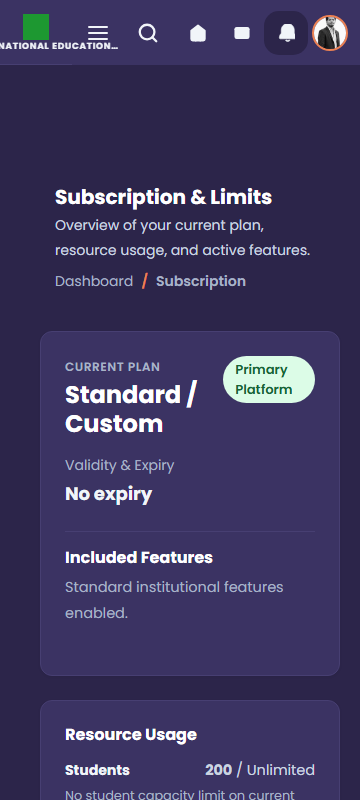 NATIONAL EDUCATION...
Subscription & Limits
Overview of your current plan,
resource usage, and active features.
Dashboard / Subscription
CURRENT PLAN
Primary
Platform
Standard /
Custom
Validity & Expiry
No expiry
Included Features
Standard institutional features
enabled.
Resource Usage
Students 200 / Unlimited
No student capacity limit on current